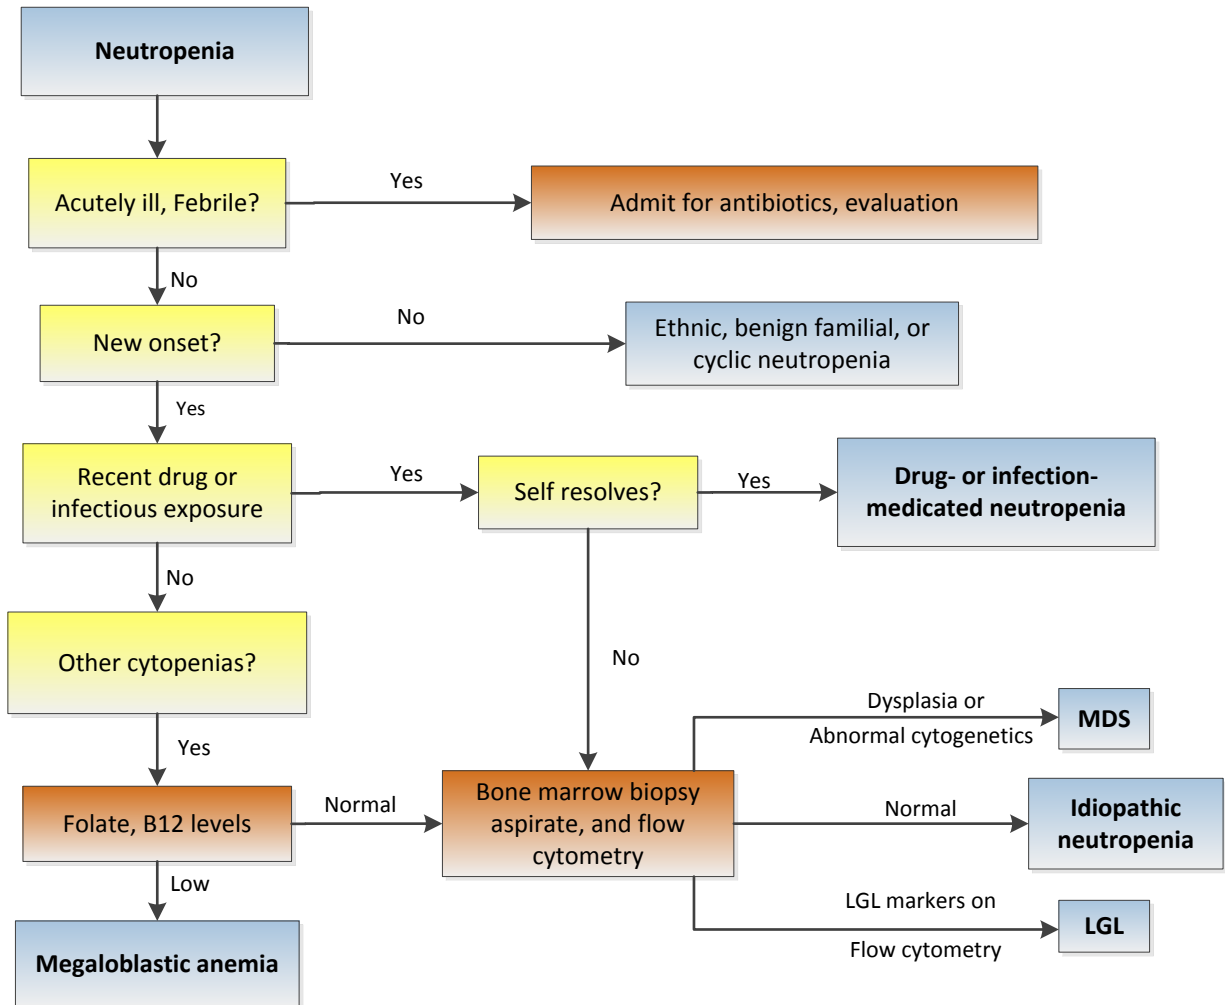 Neutropenia
Acutely ill, Febrile?
Yes
Admit for antibiotics, evaluation
No
New onset?
No
Ethnic, benign familial, or
cyclic neutropenia
Yes
Recent drug or
infectious exposure
Yes
Self resolves?
Yes
Drug- or infection-
medicated neutropenia
No
Other cytopenias?
No
Yes
Folate, B12 levels
Normal
Bone marrow biopsy
aspirate, and flow
cytometry
Dysplasia or
Abnormal cytogenetics
MDS
Normal
Idiopathic
neutropenia
LGL markers on
Flow cytometry
LGL
Low
Megaloblastic anemia